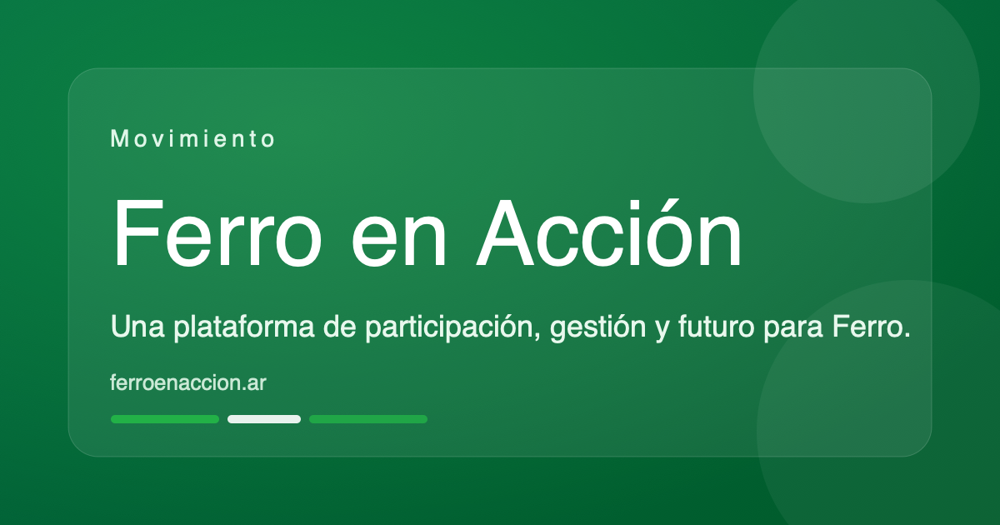 Movimiento
Ferro en Acción
Una plataforma de participación, gestión y futuro para Ferro.
ferroenaccion.ar